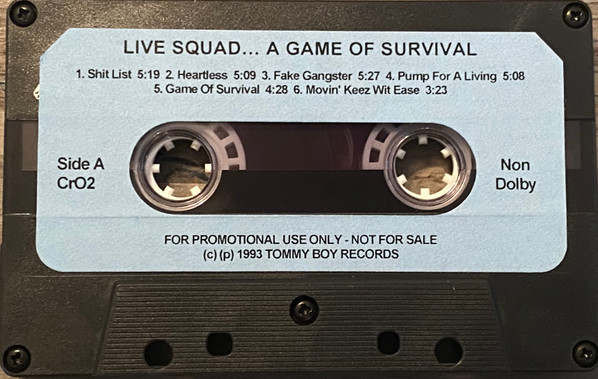 LIVE SQUAD... A GAME OF SURVIVAL
1. Shit List 5:19 2. Heartless 5:09 3. Fake Gangster 5:27 4. Pump For A Living 5:08
5. Game Of Survival 4:28 6. Movin' Keez Wit Ease 3:23
Side A
CrO2
Non
Dolby
FOR PROMOTIONAL USE ONLY - NOT FOR SALE
(c) (p) 1993 TOMMY BOY RECORDS